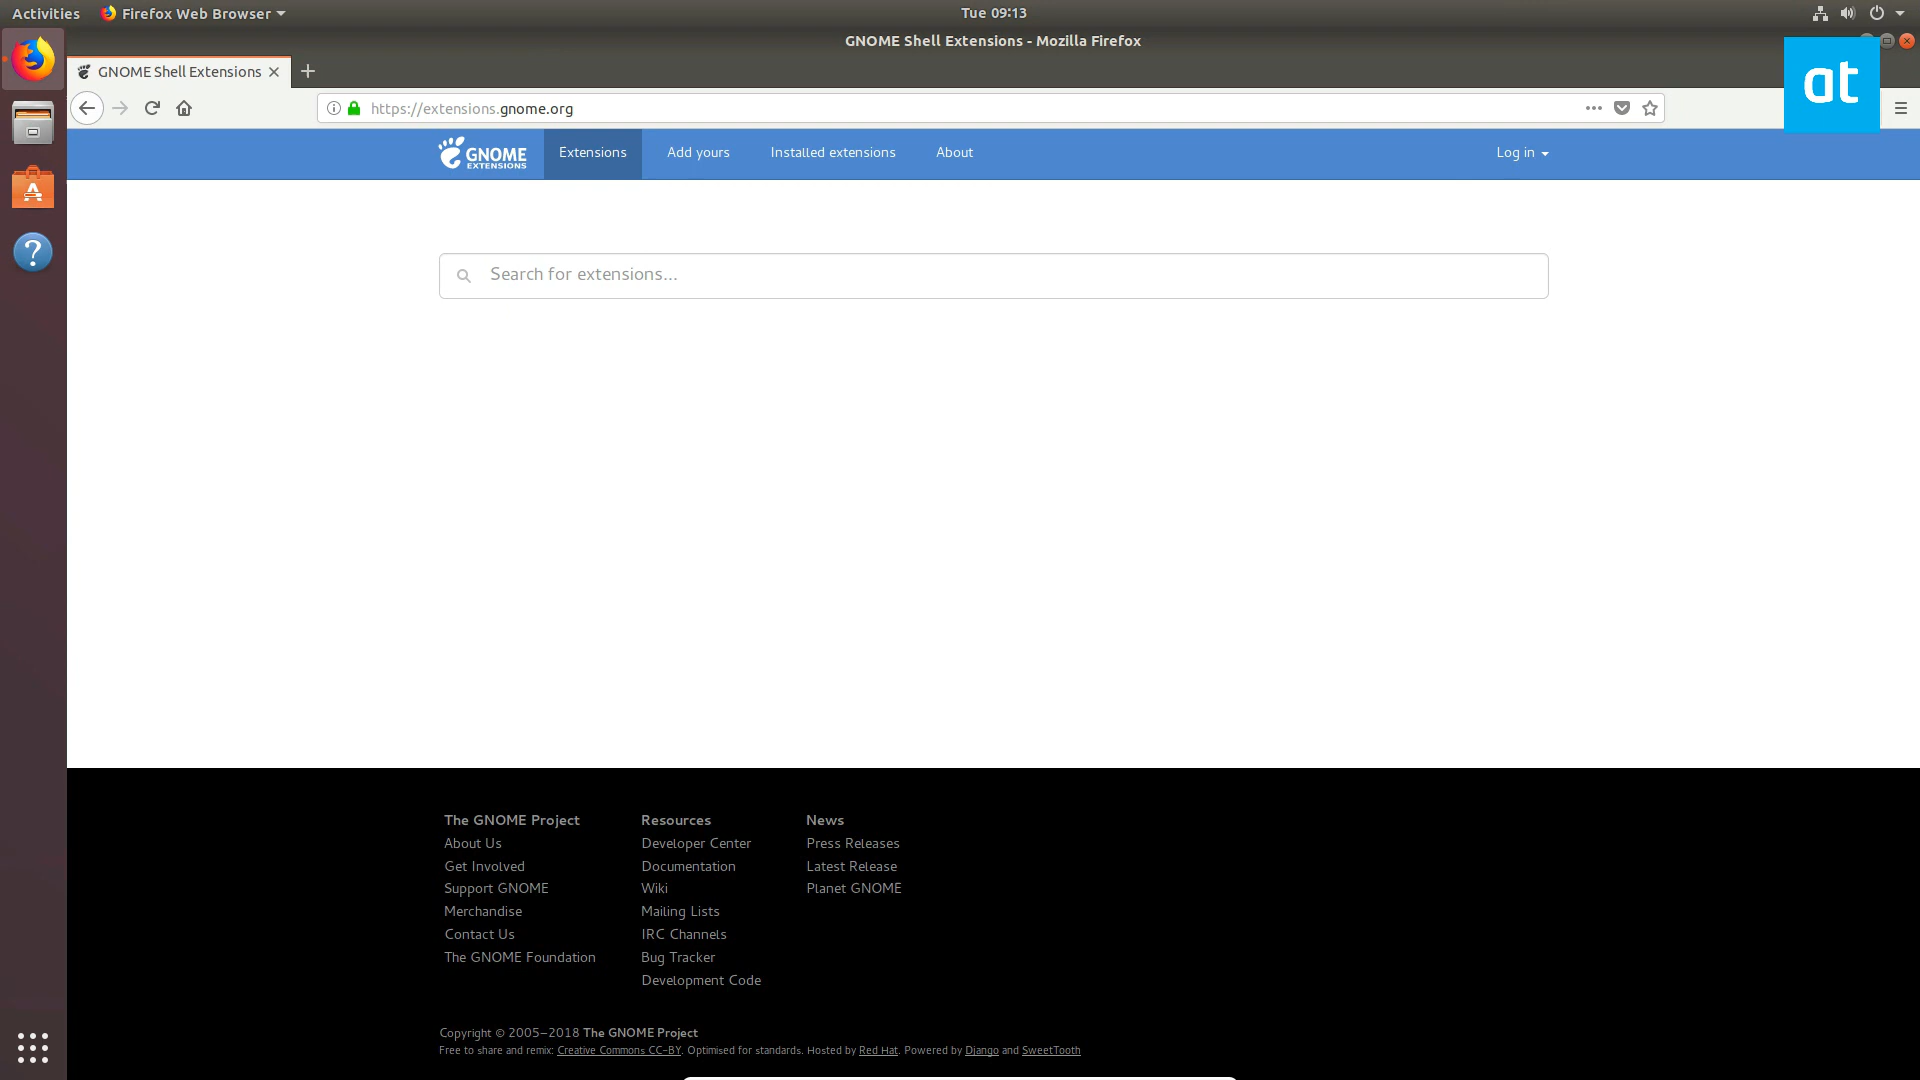 Activities Firefox Web Browser Tue 09:13
GNOME Shell Extensions - Mozilla Firefox
at
GNOME Shell Extensions
https://extensions.gnome.org
GNOME EXTENSIONS Extensions Add yours Installed extensions About Log in
Search for extensions...
The GNOME Project
About Us
Get Involved
Support GNOME
Merchandise
Contact Us
The GNOME Foundation
Resources
Developer Center
Documentation
Wiki
Mailing Lists
IRC Channels
Bug Tracker
Development Code
News
Press Releases
Latest Release
Planet GNOME
Copyright © 2005–2018 The GNOME Project
Free to share and remix: Creative Commons CC–BY. Optimised for standards. Hosted by Red Hat. Powered by Django and SweetTooth